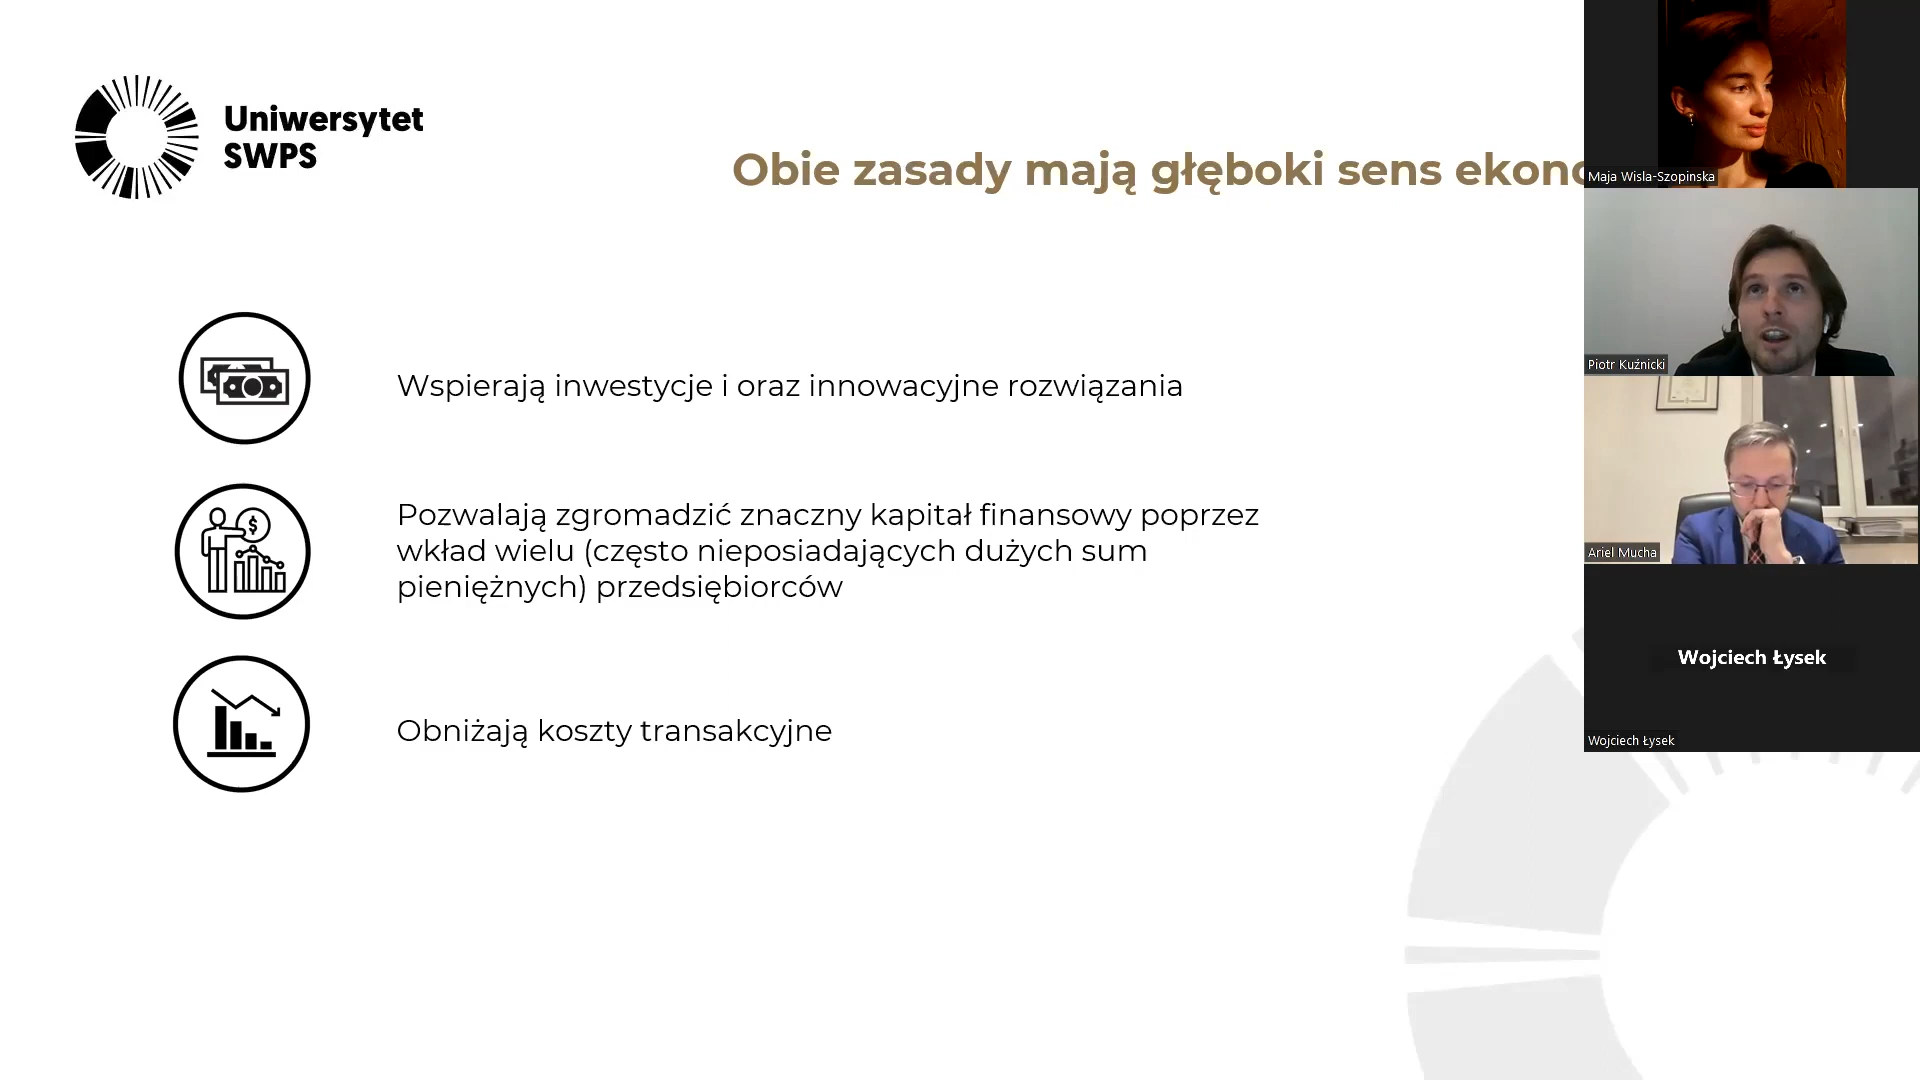 Uniwersytet
SWPS
Obie zasady mają głęboki sens ekono
Wspierają inwestycje i oraz innowacyjne rozwiązania
Pozwalają zgromadzić znaczny kapitał finansowy poprzez
wkład wielu (często nieposiadających dużych sum
pieniężnych) przedsiębiorców
Obniżają koszty transakcyjne
Maja Wisla-Szopinska
Piotr Kuźnicki
Ariel Mucha
Wojciech Łysek
Wojciech Łysek